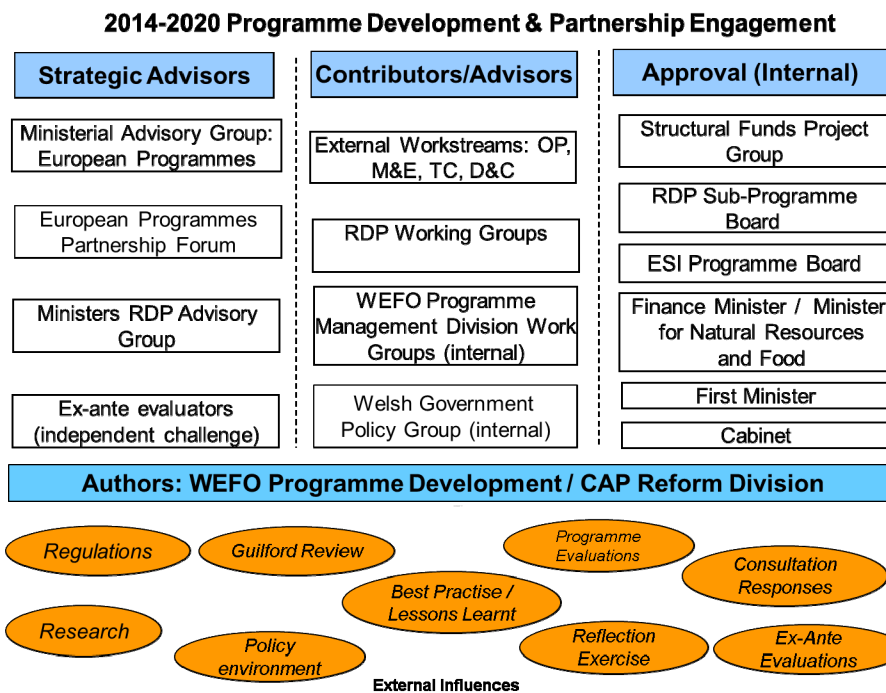 2014-2020 Programme Development & Partnership Engagement
Strategic Advisors
Ministerial Advisory Group:
European Programmes
European Programmes
Partnership Forum
Ministers RDP Advisory
Group
Ex-ante evaluators
(independent challenge)
Contributors/Advisors
External Workstreams: OP,
M&E, TC, D&C
RDP Working Groups
WEFO Programme
Management Division Work
Groups (internal)
Welsh Government
Policy Group (internal)
Approval (Internal)
Structural Funds Project
Group
RDP Sub-Programme
Board
ESI Programme Board
Finance Minister / Minister
for Natural Resources
and Food
First Minister
Cabinet
Authors: WEFO Programme Development / CAP Reform Division
Regulations
Guilford Review
Programme
Evaluations
Consultation
Responses
Best Practise /
Lessons Learnt
Research
Policy
environment
Reflection
Exercise
Ex-Ante
Evaluations
External Influences